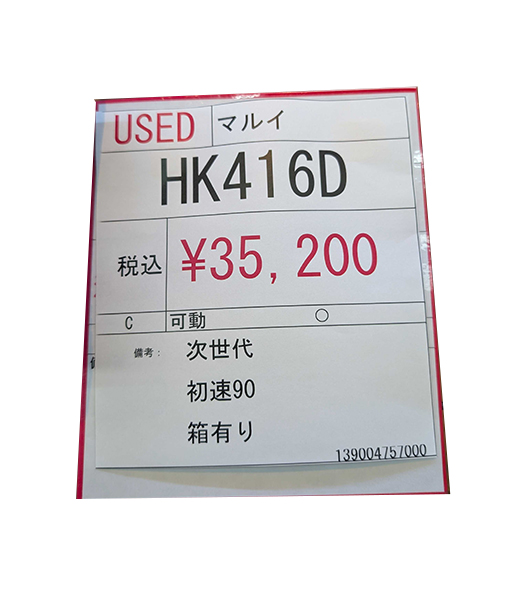 USED マルイ
HK416D
税込 ¥35,200
C 可動 ○
備考: 次世代
初速90
箱有り
139004757000